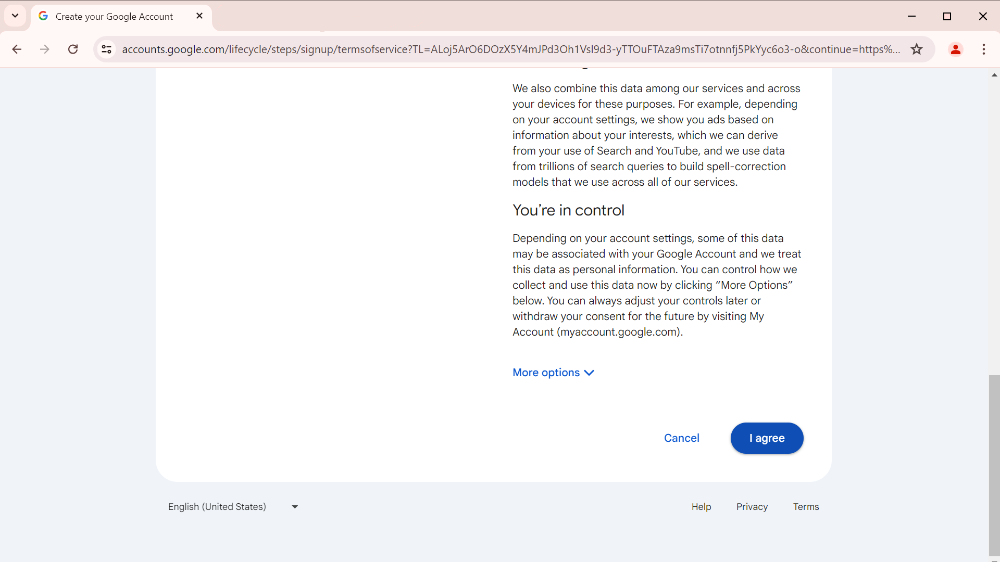 Create your Google Account
accounts.google.com/lifecycle/steps/signup/termsofservice?TL=ALoj5ArO6DOzX5Y4mJPd3Oh1Vsl9d3-yTTOuFTAza9msTi7otnnfj5PkYyc6o3-o&continue=https%...
We also combine this data among our services and across
your devices for these purposes. For example, depending
on your account settings, we show you ads based on
information about your interests, which we can derive
from your use of Search and YouTube, and we use data
from trillions of search queries to build spell-correction
models that we use across all of our services.
You’re in control
Depending on your account settings, some of this data
may be associated with your Google Account and we treat
this data as personal information. You can control how we
collect and use this data now by clicking “More Options”
below. You can always adjust your controls later or
withdraw your consent for the future by visiting My
Account (myaccount.google.com).
More options
Cancel
I agree
English (United States)
Help
Privacy
Terms